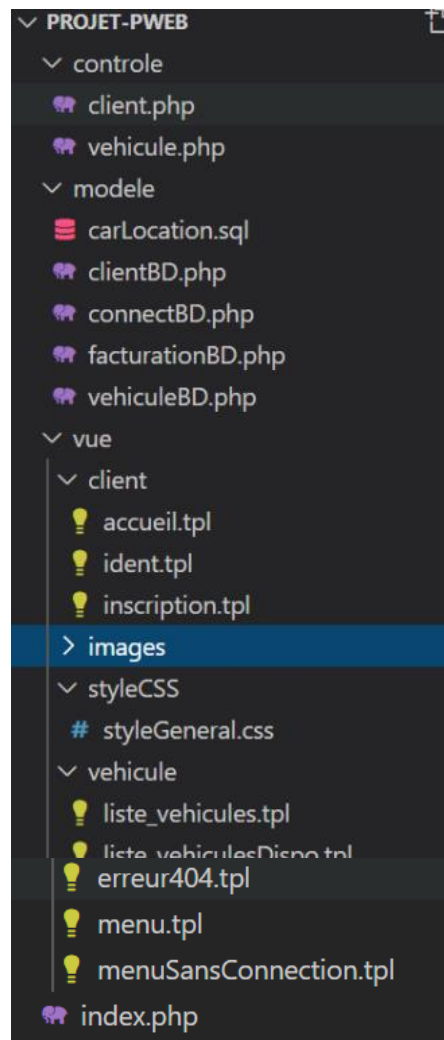 PROJET-PWEB
controle
client.php
vehicule.php
modele
carLocation.sql
clientBD.php
connectBD.php
facturationBD.php
vehiculeBD.php
vue
client
accueil.tpl
ident.tpl
inscription.tpl
images
styleCSS
# styleGeneral.css
vehicule
liste_vehicules.tpl
liste_vehiculesDispo.tpl
erreur404.tpl
menu.tpl
menuSansConnection.tpl
index.php